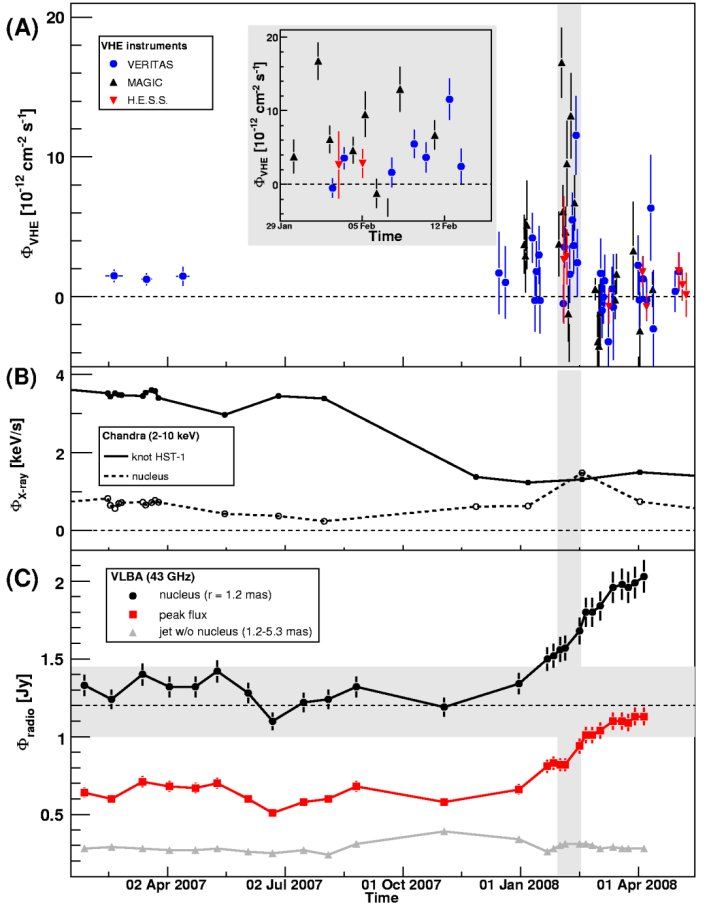 (A)
20
10
0
Φ_VHE [10⁻¹² cm⁻² s⁻¹]
VHE instruments
VERITAS
MAGIC
H.E.S.S.
20
10
0
Φ_VHE [10⁻¹² cm⁻² s⁻¹]
29 Jan
05 Feb
12 Feb
Time
(B)
4
2
0
Φ_X-ray [keV/s]
Chandra (2-10 keV)
knot HST-1
nucleus
(C)
2
1.5
1
0.5
Φ_radio [Jy]
VLBA (43 GHz)
nucleus (r = 1.2 mas)
peak flux
jet w/o nucleus (1.2-5.3 mas)
02 Apr 2007
02 Jul 2007
01 Oct 2007
01 Jan 2008
01 Apr 2008
Time